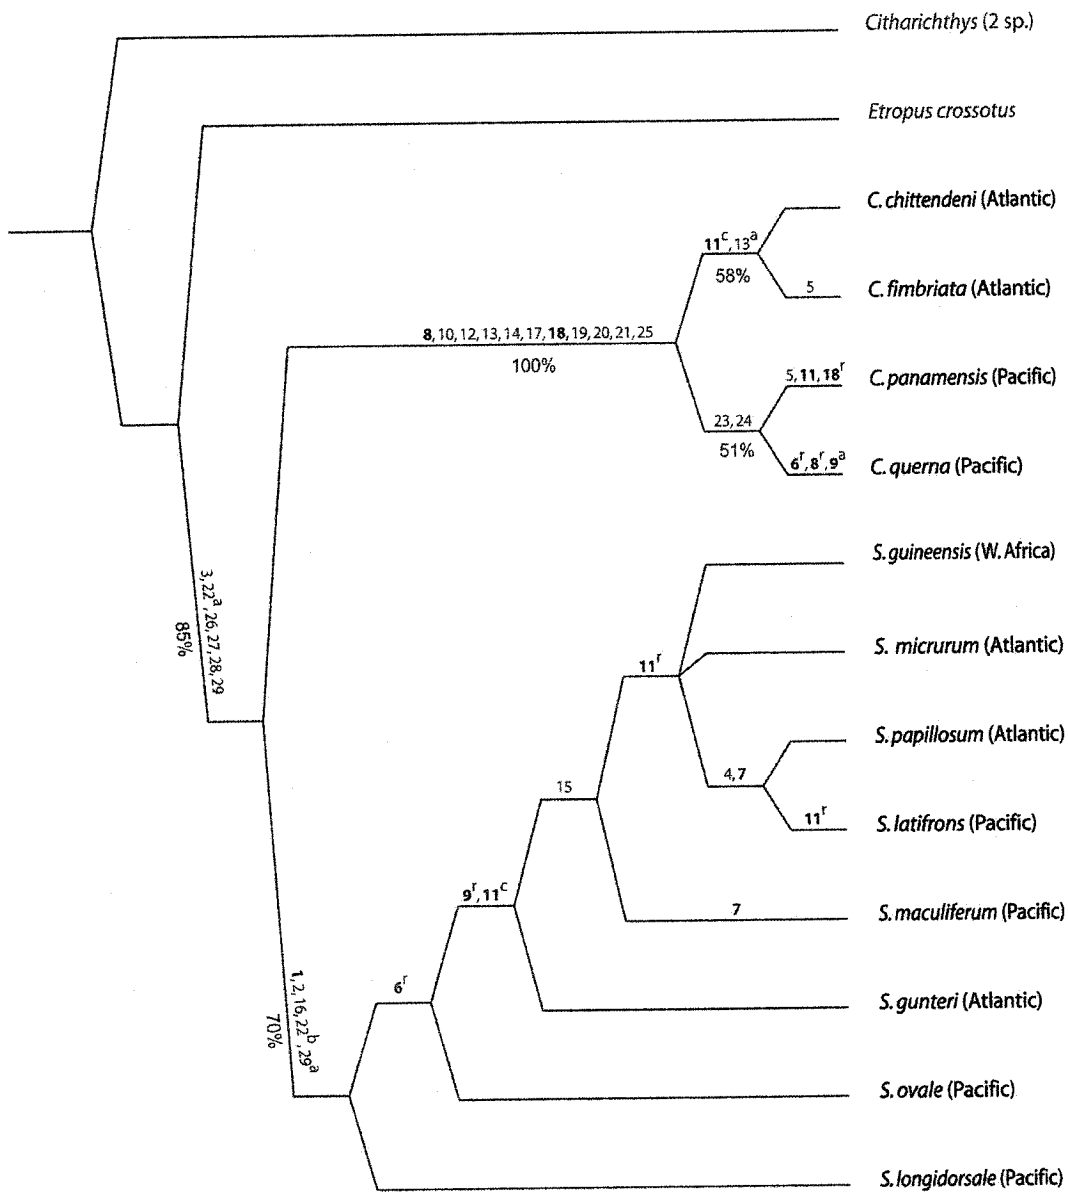 Citharichthys (2 sp.)
Etropus crossotus
C. chittendeni (Atlantic)
11c, 13a
58%
5
C. fimbriata (Atlantic)
8, 10, 12, 13, 14, 17, 18, 19, 20, 21, 25
100%
5, 11, 18r
C. panamensis (Pacific)
23, 24
51%
6r, 8r, 9a
C. querna (Pacific)
S. guineensis (W. Africa)
3, 22a, 26, 27, 28, 29
85%
S. micrurum (Atlantic)
11r
S. papillosum (Atlantic)
4, 7
15
11r
S. latifrons (Pacific)
9r, 11c
7
S. maculiferum (Pacific)
6r
S. gunteri (Atlantic)
1, 2, 16, 22b, 29a
70%
S. ovale (Pacific)
S. longidorsale (Pacific)